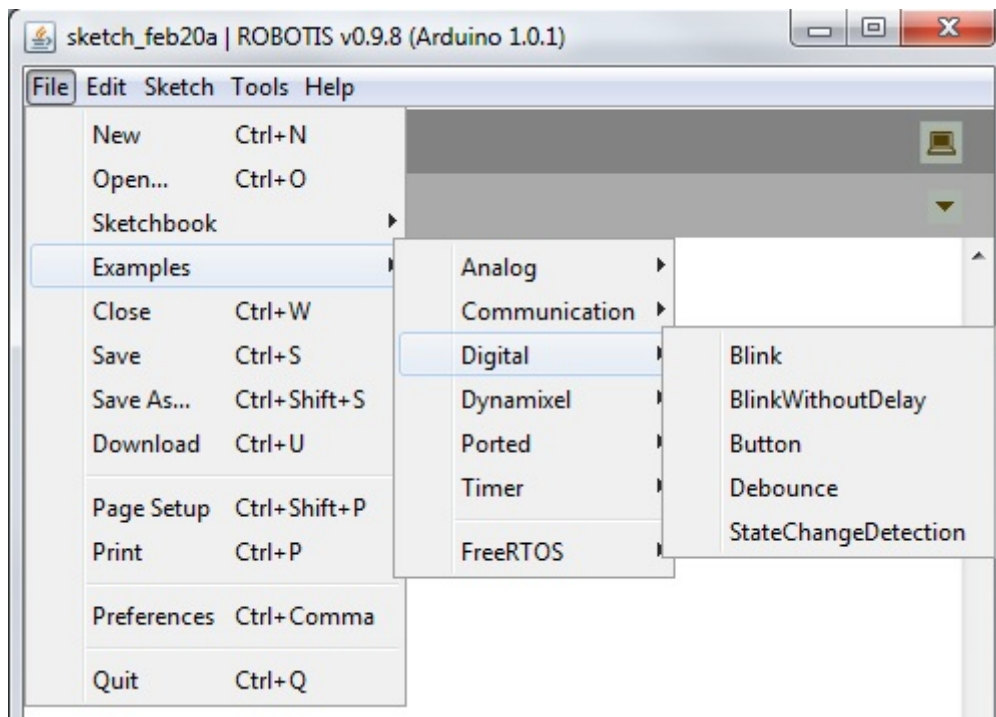 sketch_feb20a | ROBOTIS v0.9.8 (Arduino 1.0.1)
File Edit Sketch Tools Help
New Ctrl+N
Open... Ctrl+O
Sketchbook
Examples
Close Ctrl+W
Save Ctrl+S
Save As... Ctrl+Shift+S
Download Ctrl+U
Page Setup Ctrl+Shift+P
Print Ctrl+P
Preferences Ctrl+Comma
Quit Ctrl+Q
Analog
Communication
Digital
Dynamixel
Ported
Timer
FreeRTOS
Blink
BlinkWithoutDelay
Button
Debounce
StateChangeDetection